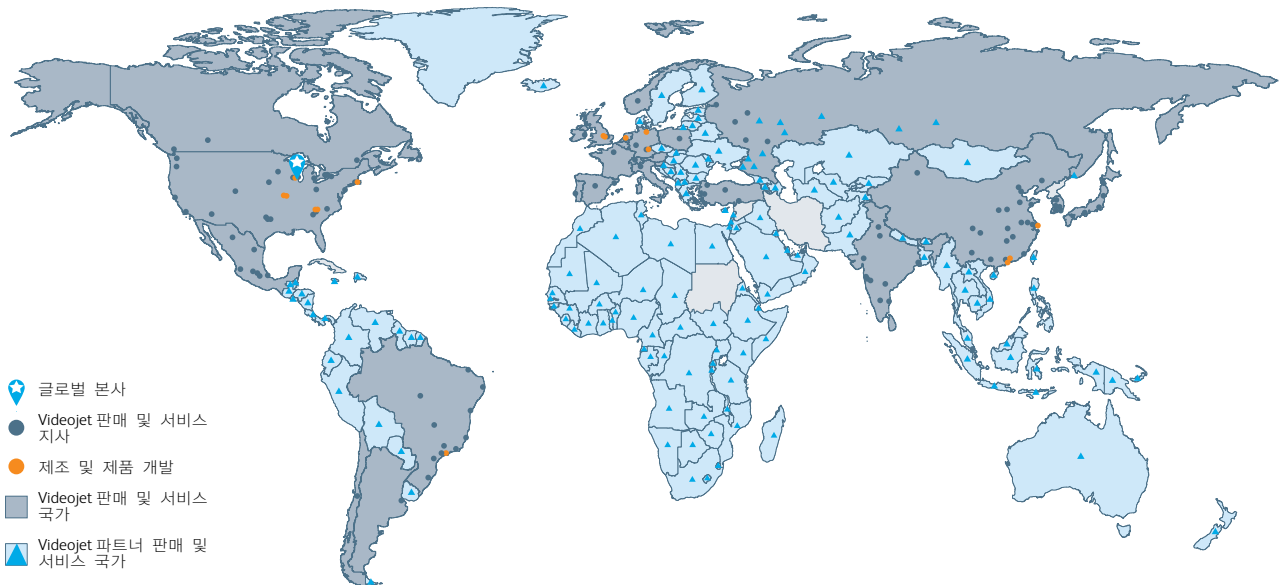 글로벌 본사
Videojet 판매 및 서비스
지사
제조 및 제품 개발
Videojet 판매 및 서비스
국가
Videojet 파트너 판매 및
서비스 국가